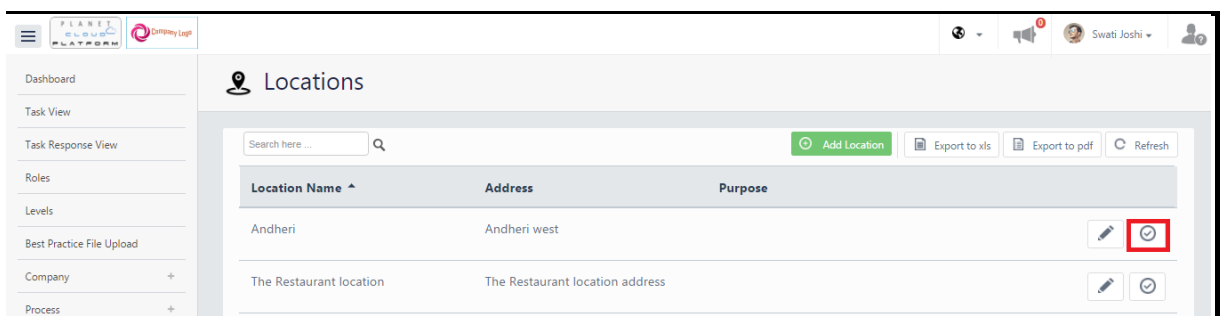 PLANET
CLOUD
PLATFORM
Company Logo
0
Swati Joshi
Dashboard
Locations
Task View
Task Response View
Search here ...
Add Location
Export to xls
Export to pdf
Refresh
Roles
Location Name
Address
Purpose
Levels
Andheri
Andheri west
Best Practice File Upload
Company +
The Restaurant location
The Restaurant location address
Process +